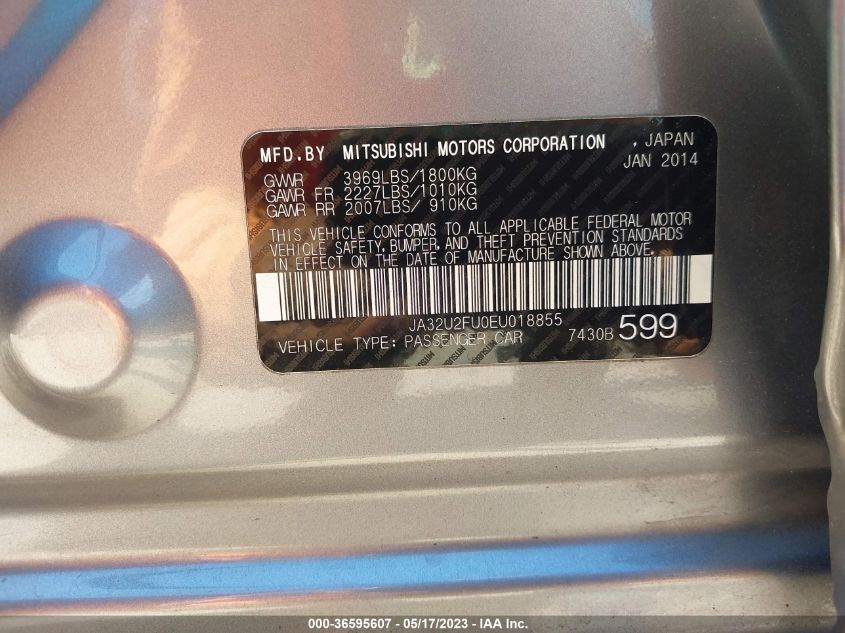 MFD.BY MITSUBISHI MOTORS CORPORATION , JAPAN
JAN 2014
GVWR 3969LBS/1800KG
GAWR FR 2227LBS/1010KG
GAWR RR 2007LBS/ 910KG
THIS VEHICLE CONFORMS TO ALL APPLICABLE FEDERAL MOTOR
VEHICLE SAFETY, BUMPER, AND THEFT PREVENTION STANDARDS
IN EFFECT ON THE DATE OF MANUFACTURE SHOWN ABOVE.
JA32U2FU0EU018855
VEHICLE TYPE: PASSENGER CAR 7430B 599
000-36595607 - 05/17/2023 - IAA Inc.